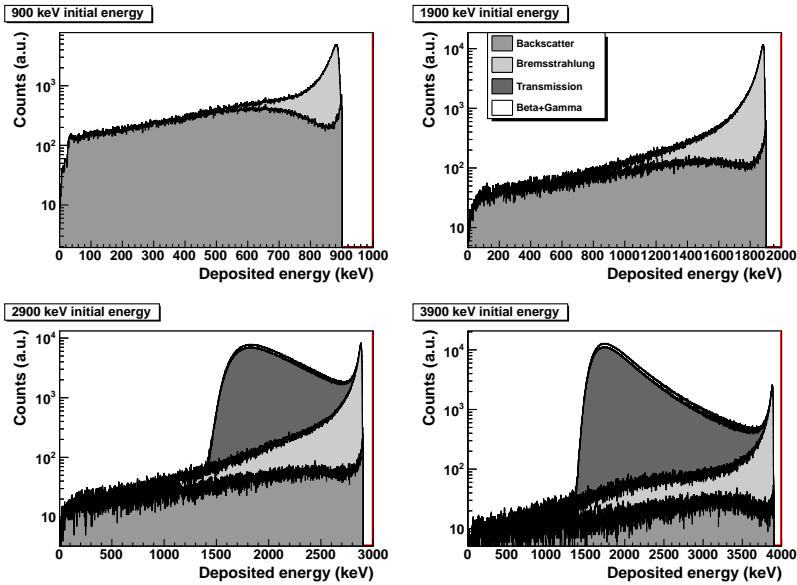 900 keV initial energy
Counts (a.u.)
10³
10²
10
0 100 200 300 400 500 600 700 800 900 1000
Deposited energy (keV)
1900 keV initial energy
Counts (a.u.)
10⁴
10³
10²
10
Backscatter
Bremsstrahlung
Transmission
Beta+Gamma
0 200 400 600 800 1000 1200 1400 1600 1800 2000
Deposited energy (keV)
2900 keV initial energy
Counts (a.u.)
10⁴
10³
10²
10
0 500 1000 1500 2000 2500 3000
Deposited energy (keV)
3900 keV initial energy
Counts (a.u.)
10⁴
10³
10²
10
0 500 1000 1500 2000 2500 3000 3500 4000
Deposited energy (keV)